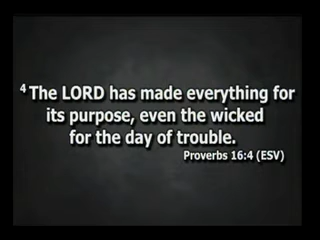 4 The LORD has made everything for
its purpose, even the wicked
for the day of trouble.
Proverbs 16:4 (ESV)